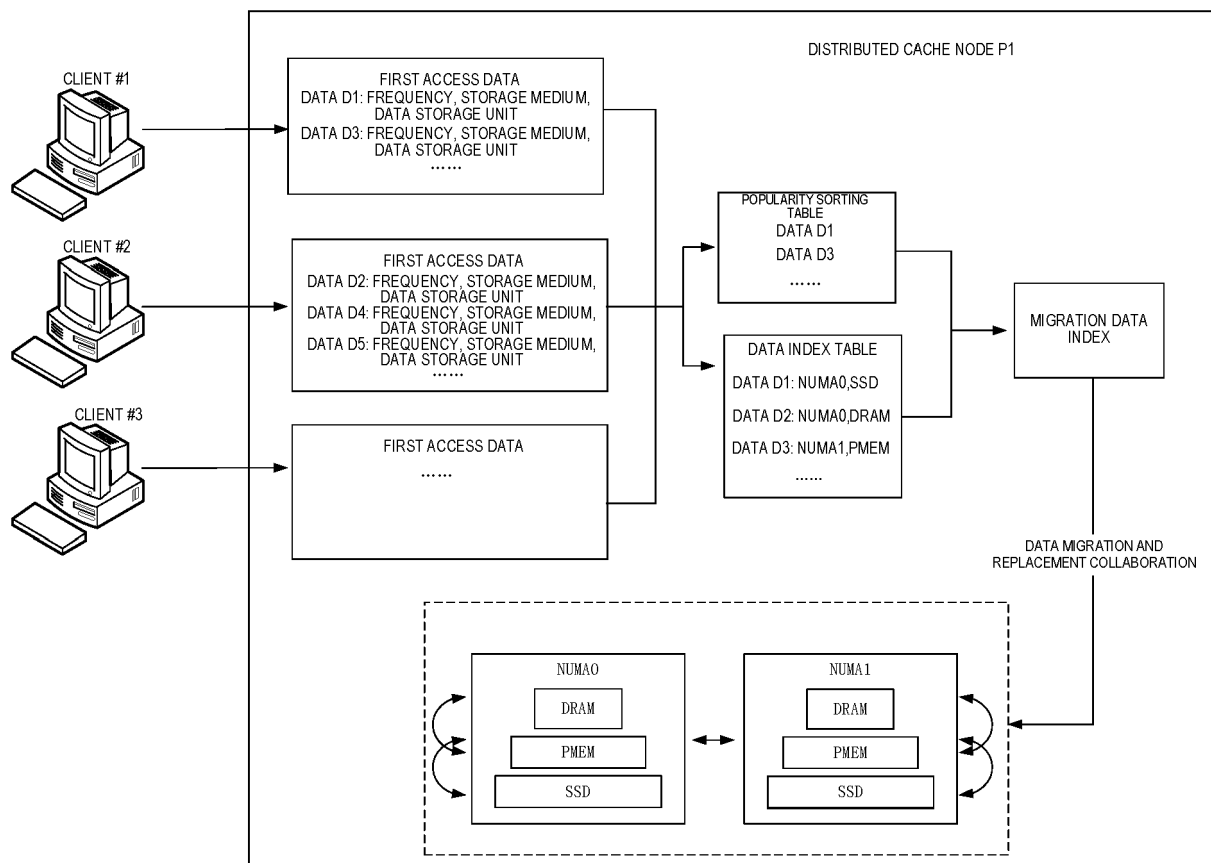 DISTRIBUTED CACHE NODE P1
CLIENT #1
FIRST ACCESS DATA
DATA D1: FREQUENCY, STORAGE MEDIUM,
DATA STORAGE UNIT
DATA D3: FREQUENCY, STORAGE MEDIUM,
DATA STORAGE UNIT
……
CLIENT #2
FIRST ACCESS DATA
DATA D2: FREQUENCY, STORAGE MEDIUM,
DATA STORAGE UNIT
DATA D4: FREQUENCY, STORAGE MEDIUM,
DATA STORAGE UNIT
DATA D5: FREQUENCY, STORAGE MEDIUM,
DATA STORAGE UNIT
……
CLIENT #3
FIRST ACCESS DATA
……
POPULARITY SORTING
TABLE
DATA D1
DATA D3
……
DATA INDEX TABLE
DATA D1: NUMA0,SSD
DATA D2: NUMA0,DRAM
DATA D3: NUMA1,PMEM
……
MIGRATION DATA
INDEX
DATA MIGRATION AND
REPLACEMENT COLLABORATION
NUMA0
DRAM
PMEM
SSD
NUMA1
DRAM
PMEM
SSD